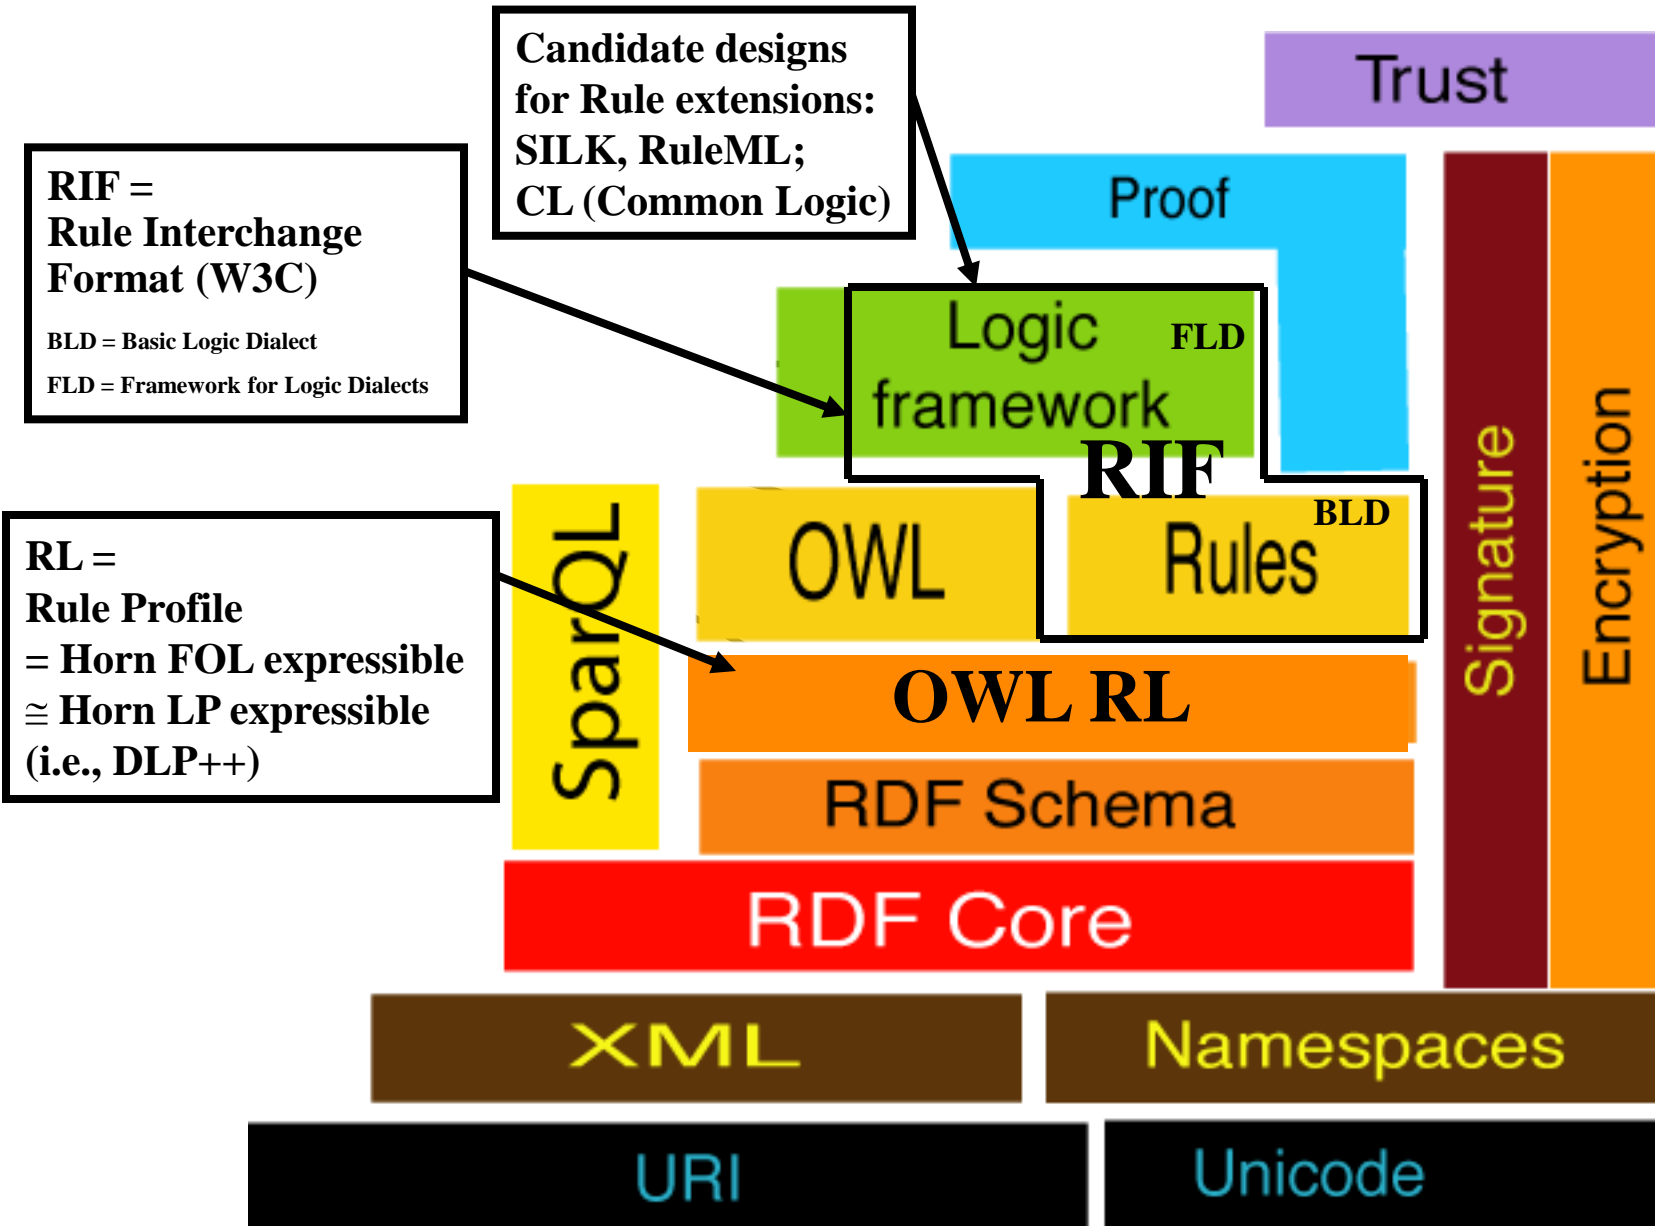 Candidate designs
for Rule extensions:
SILK, RuleML;
CL (Common Logic)
Trust
RIF =
Rule Interchange
Format (W3C)
BLD = Basic Logic Dialect
FLD = Framework for Logic Dialects
Proof
Logic
framework
FLD
RIF
BLD
OWL
Rules
SparQL
Signature
Encryption
RL =
Rule Profile
= Horn FOL expressible
≅ Horn LP expressible
(i.e., DLP++)
OWL RL
RDF Schema
RDF Core
XML
Namespaces
URI
Unicode